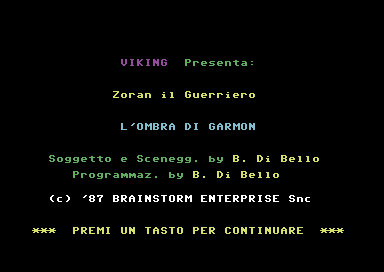 VIKING Presenta:
Zoran il Guerriero
L'OMBRA DI GARMON
Soggetto e Scenegg. by B. Di Bello
Programmaz. by B. Di Bello
(c) '87 BRAINSTORM ENTERPRISE Snc
*** PREMI UN TASTO PER CONTINUARE ***